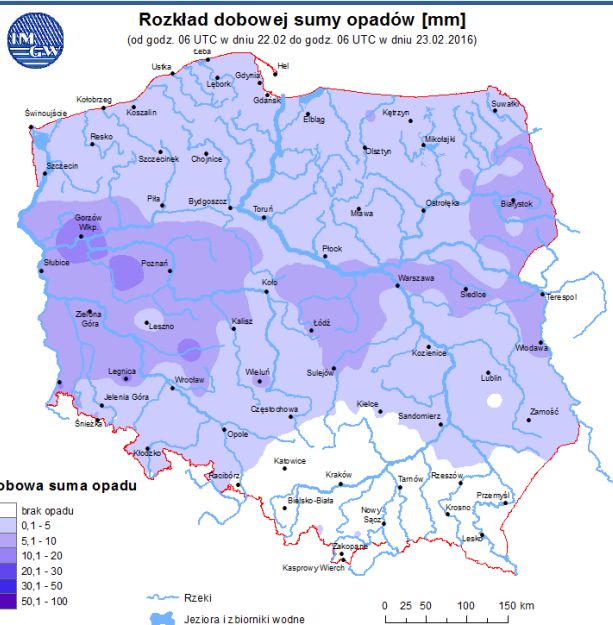 IM
GW
Rozkład dobowej sumy opadów [mm]
(od godz. 06 UTC w dniu 22.02 do godz. 06 UTC w dniu 23.02.2016)
Łeba
Ustka
Hel
Gdynia
Lębork
Kołobrzeg
Gdańsk
Suwałki
Koszalin
Świnoujście
Elbląg
Kętrzyn
Resko
Mikołajki
Szczecinek
Chojnice
Olsztyn
Szczecin
Piła
Bydgoszcz
Toruń
Mława
Ostrołęka
Białystok
Gorzów
Wlkp.
Płock
Słubice
Poznań
Koło
Warszawa
Siedlce
Terespol
Zielona
Góra
Leszno
Kalisz
Łódź
Kozienice
Włodawa
Legnica
Wrocław
Wieluń
Sulejów
Lublin
Jelenia Góra
Częstochowa
Kielce
Sandomierz
Zamość
Śnieżka
Opole
Kłodzko
Racibórz
Katowice
Kraków
Tarnów
Rzeszów
Bielsko-Biała
Nowy
Sącz
Krosno
Przemyśl
Lesko
Zakopane
Kasprowy Wierch
obowa suma opadu
brak opadu
0,1 - 5
5,1 - 10
10,1 - 20
20,1 - 30
30,1 - 50
50,1 - 100
Rzeki
Jeziora i zbiorniki wodne
0 25 50 100 150 km